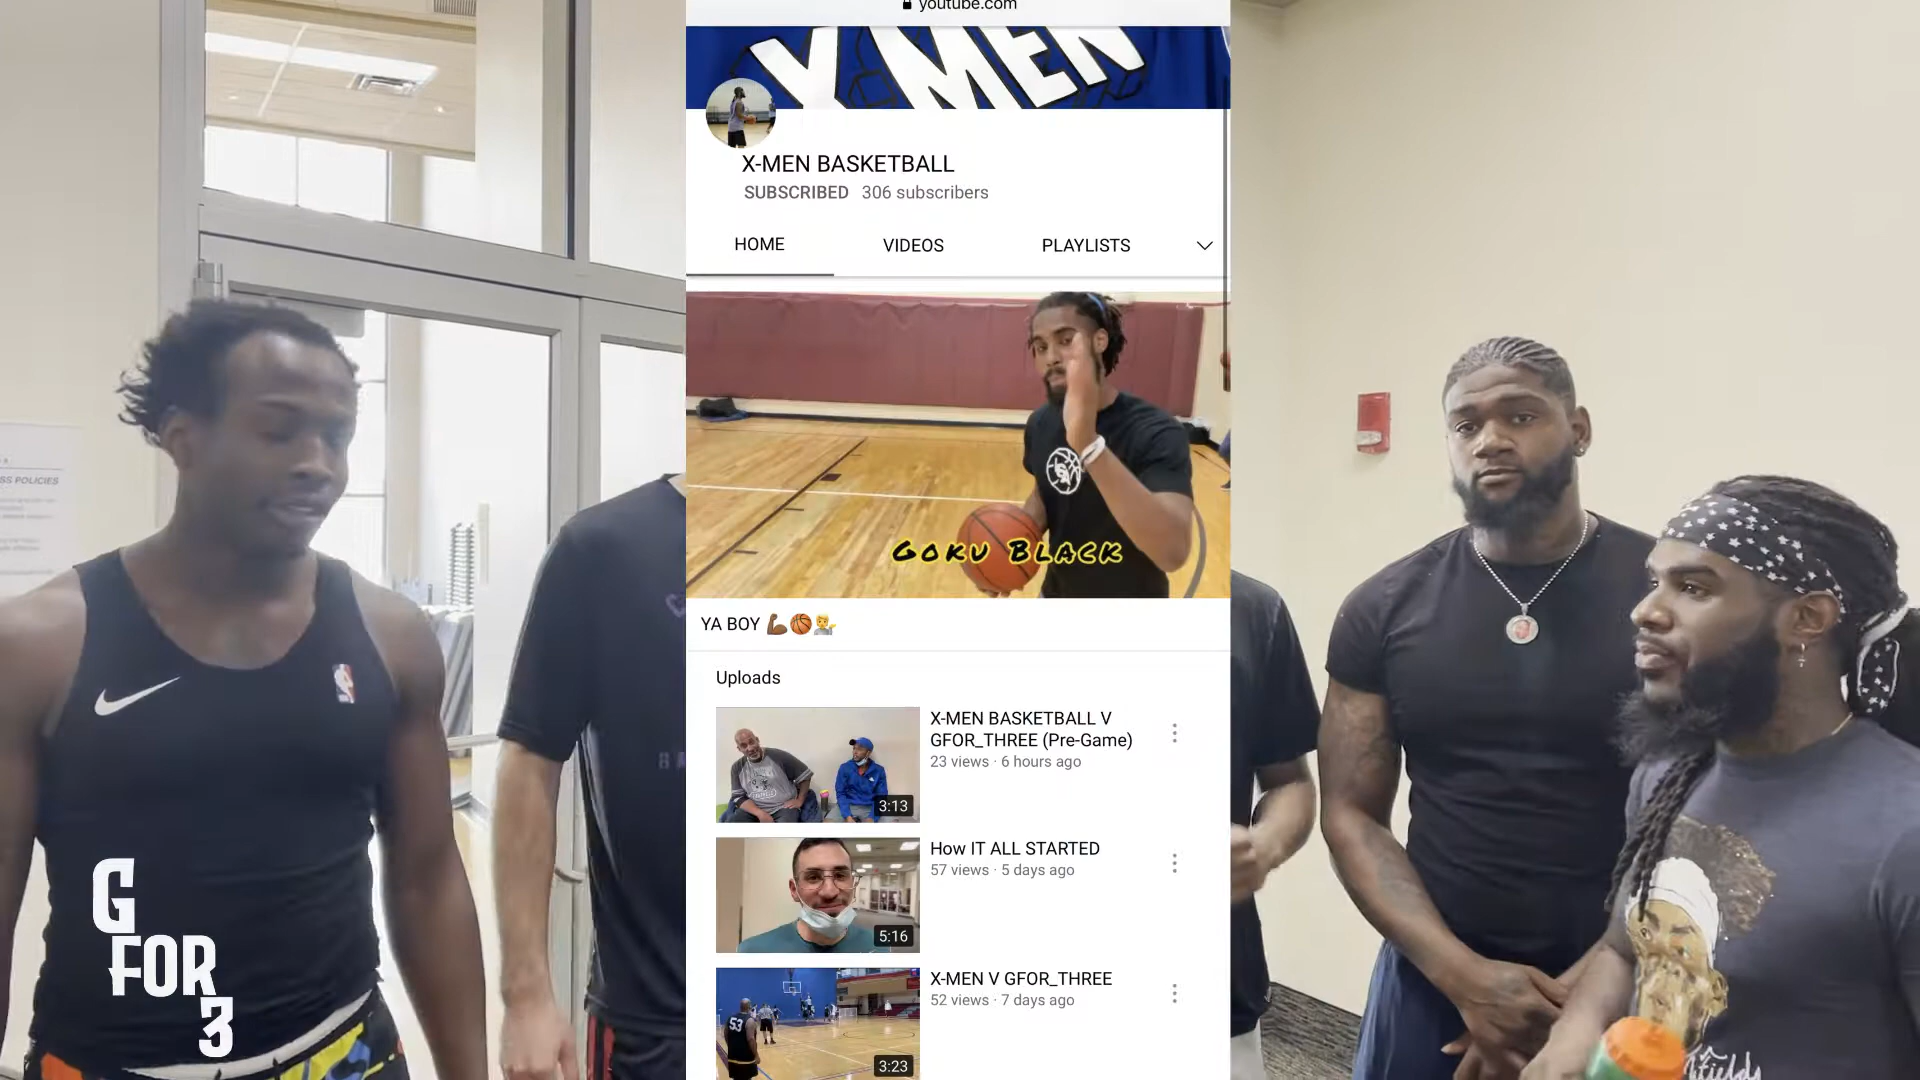 youtube.com
X-MEN
X-MEN BASKETBALL
SUBSCRIBED 306 subscribers
HOME VIDEOS PLAYLISTS
GOKU BLACK
YA BOY 💪🏾🏀💁
Uploads
X-MEN BASKETBALL V
GFOR_THREE (Pre-Game)
23 views · 6 hours ago
3:13
How IT ALL STARTED
57 views · 5 days ago
5:16
X-MEN V GFOR_THREE
52 views · 7 days ago
53
3:23
SS POLICIES
G
FOR
3